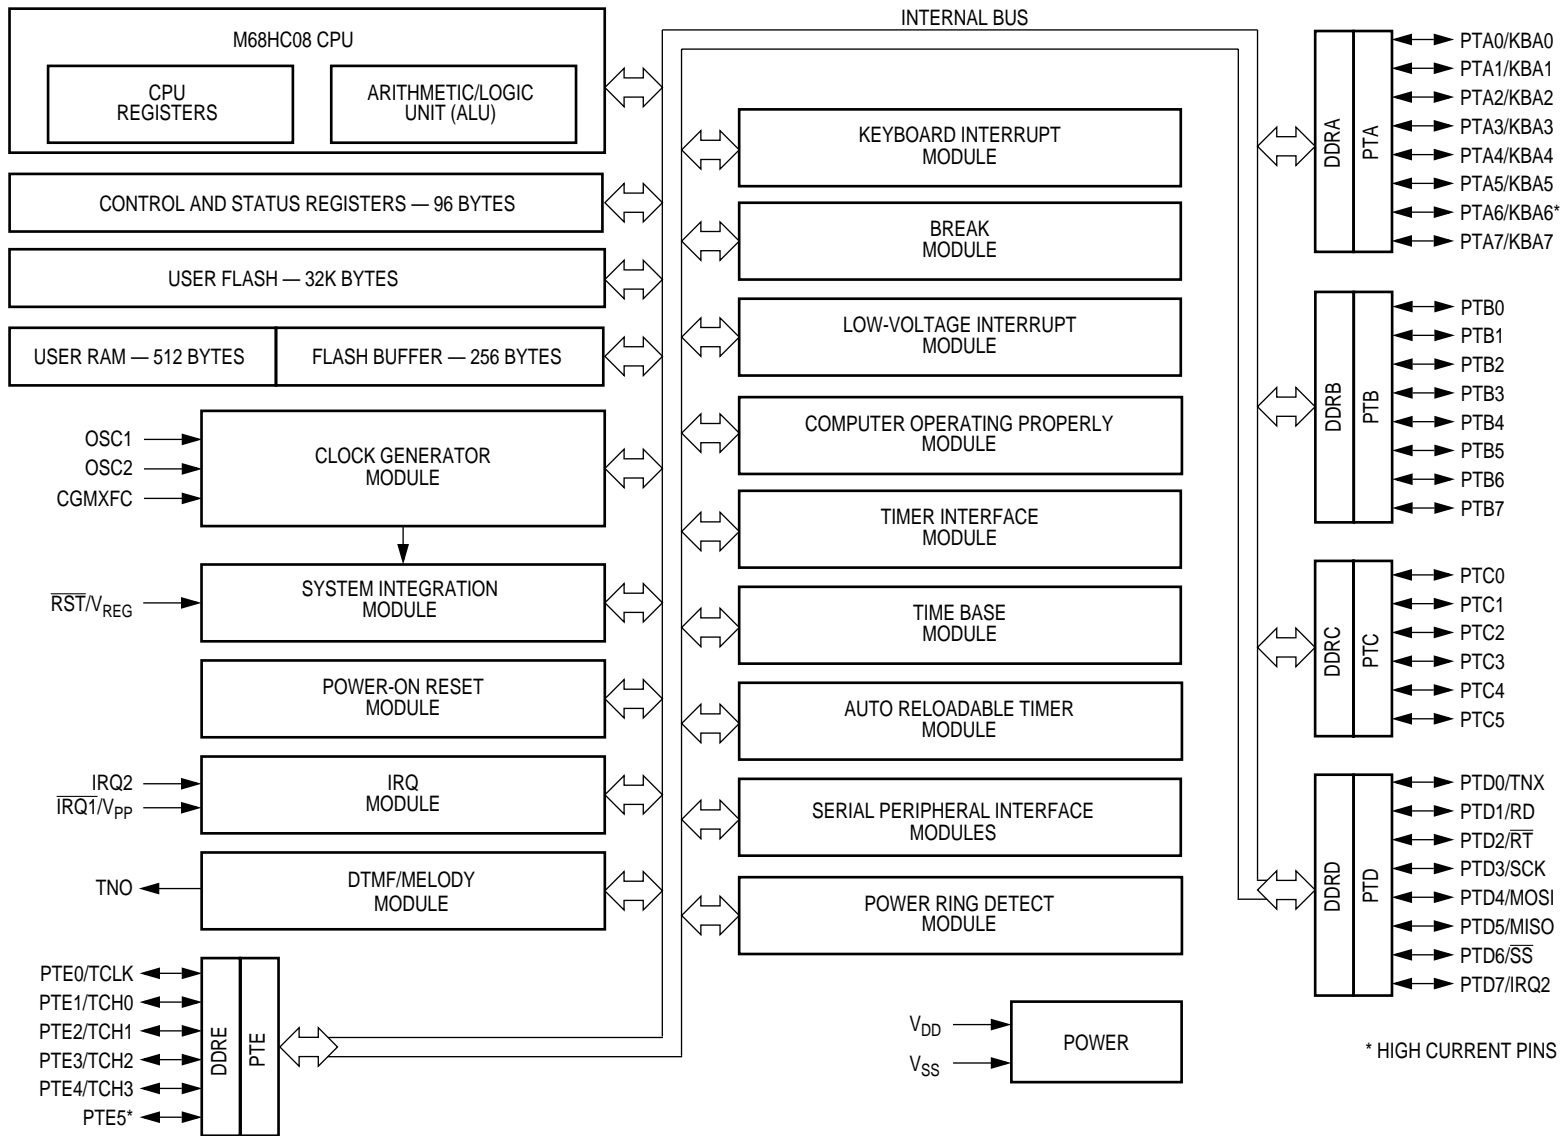 INTERNAL BUS
M68HC08 CPU
CPU
REGISTERS
ARITHMETIC/LOGIC
UNIT (ALU)
CONTROL AND STATUS REGISTERS — 96 BYTES
USER FLASH — 32K BYTES
USER RAM — 512 BYTES
FLASH BUFFER — 256 BYTES
OSC1
OSC2
CGMXFC
CLOCK GENERATOR
MODULE
RST/VREG
SYSTEM INTEGRATION
MODULE
POWER-ON RESET
MODULE
IRQ2
IRQ1/VPP
IRQ
MODULE
TNO
DTMF/MELODY
MODULE
PTE0/TCLK
PTE1/TCH0
PTE2/TCH1
PTE3/TCH2
PTE4/TCH3
PTE5*
DDRE
PTE
KEYBOARD INTERRUPT
MODULE
BREAK
MODULE
LOW-VOLTAGE INTERRUPT
MODULE
COMPUTER OPERATING PROPERLY
MODULE
TIMER INTERFACE
MODULE
TIME BASE
MODULE
AUTO RELOADABLE TIMER
MODULE
SERIAL PERIPHERAL INTERFACE
MODULES
POWER RING DETECT
MODULE
VDD
VSS
POWER
DDRA
PTA
PTA0/KBA0
PTA1/KBA1
PTA2/KBA2
PTA3/KBA3
PTA4/KBA4
PTA5/KBA5
PTA6/KBA6*
PTA7/KBA7
DDRB
PTB
PTB0
PTB1
PTB2
PTB3
PTB4
PTB5
PTB6
PTB7
DDRC
PTC
PTC0
PTC1
PTC2
PTC3
PTC4
PTC5
DDRD
PTD
PTD0/TNX
PTD1/RD
PTD2/RT
PTD3/SCK
PTD4/MOSI
PTD5/MISO
PTD6/SS
PTD7/IRQ2
* HIGH CURRENT PINS